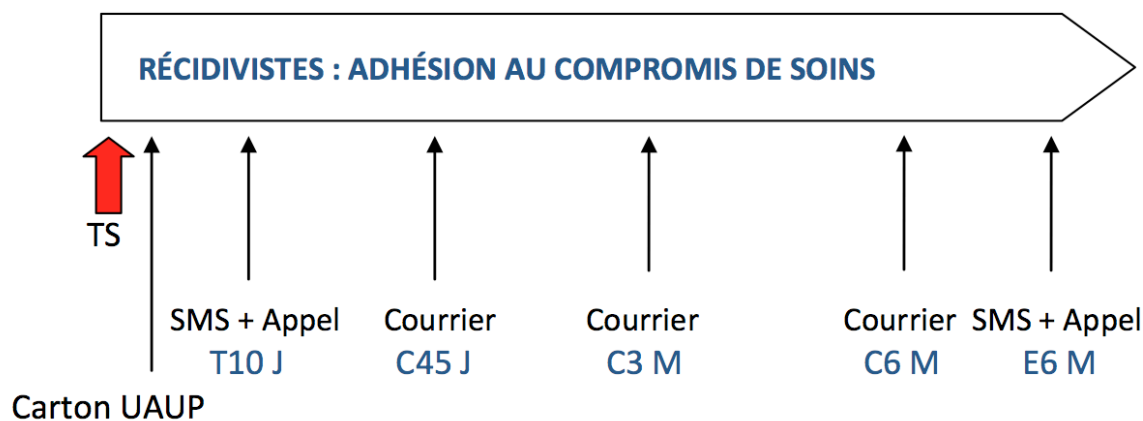 RÉCIDIVISTES : ADHÉSION AU COMPROMIS DE SOINS
TS
SMS + Appel Courrier Courrier Courrier SMS + Appel
T10 J C45 J C3 M C6 M E6 M
Carton UAUP